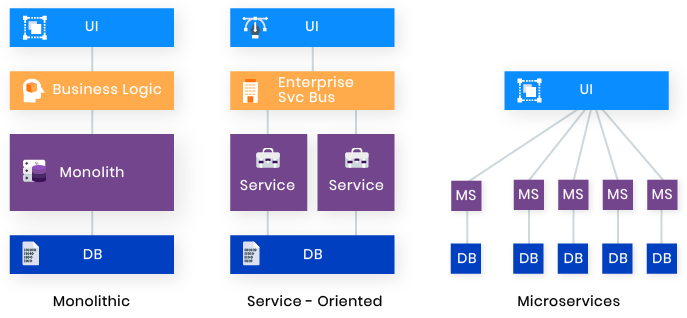 UI
Business Logic
Monolith
DB
Monolithic
UI
Enterprise
Svc Bus
Service
Service
DB
Service - Oriented
UI
MS MS MS MS MS
DB DB DB DB DB
Microservices